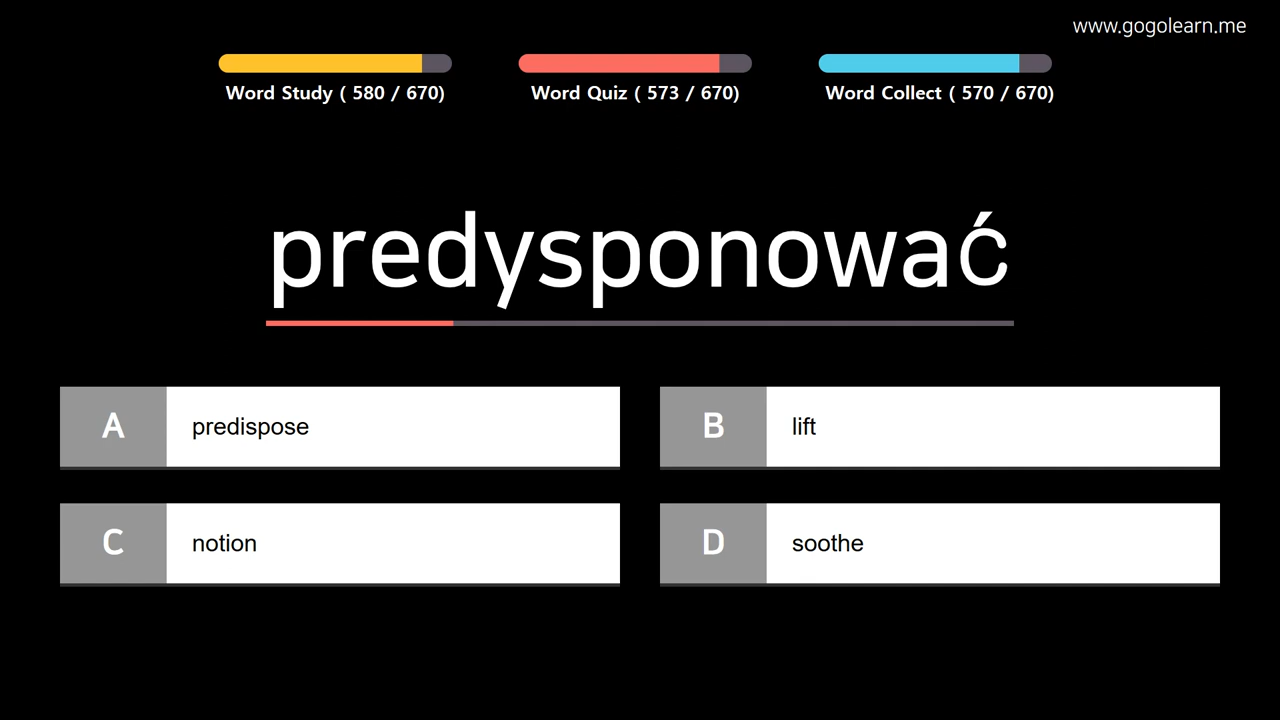 www.gogolearn.me
Word Study ( 580 / 670)
Word Quiz ( 573 / 670)
Word Collect ( 570 / 670)
predysponować
A predispose
B lift
C notion
D soothe